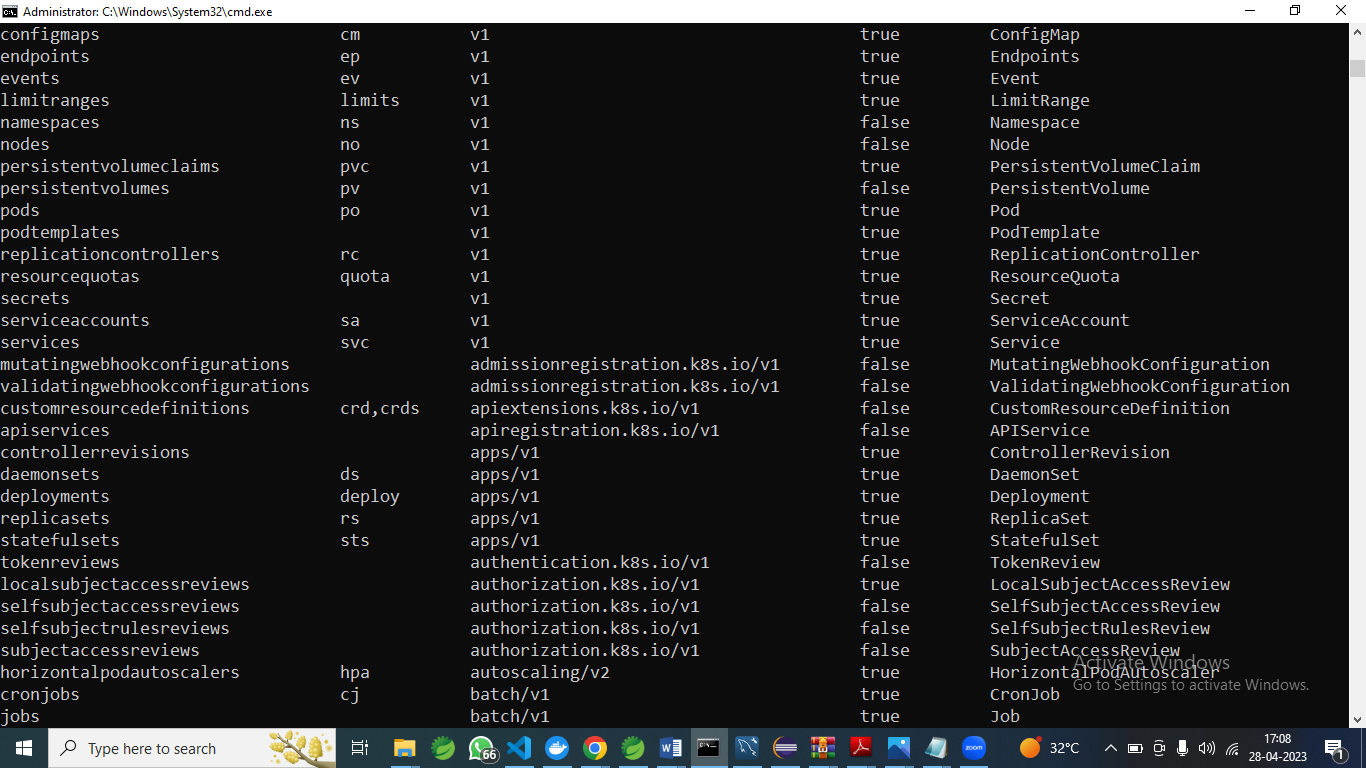 Administrator: C:\Windows\System32\cmd.exe
configmaps cm v1 true ConfigMap
endpoints ep v1 true Endpoints
events ev v1 true Event
limitranges limits v1 true LimitRange
namespaces ns v1 false Namespace
nodes no v1 false Node
persistentvolumeclaims pvc v1 true PersistentVolumeClaim
persistentvolumes pv v1 false PersistentVolume
pods po v1 true Pod
podtemplates v1 true PodTemplate
replicationcontrollers rc v1 true ReplicationController
resourcequotas quota v1 true ResourceQuota
secrets v1 true Secret
serviceaccounts sa v1 true ServiceAccount
services svc v1 true Service
mutatingwebhookconfigurations admissionregistration.k8s.io/v1 false MutatingWebhookConfiguration
validatingwebhookconfigurations admissionregistration.k8s.io/v1 false ValidatingWebhookConfiguration
customresourcedefinitions crd,crds apiextensions.k8s.io/v1 false CustomResourceDefinition
apiservices apiregistration.k8s.io/v1 false APIService
controllerrevisions apps/v1 true ControllerRevision
daemonsets ds apps/v1 true DaemonSet
deployments deploy apps/v1 true Deployment
replicasets rs apps/v1 true ReplicaSet
statefulsets sts apps/v1 true StatefulSet
tokenreviews authentication.k8s.io/v1 false TokenReview
localsubjectaccessreviews authorization.k8s.io/v1 true LocalSubjectAccessReview
selfsubjectaccessreviews authorization.k8s.io/v1 false SelfSubjectAccessReview
selfsubjectrulesreviews authorization.k8s.io/v1 false SelfSubjectRulesReview
subjectaccessreviews authorization.k8s.io/v1 false SubjectAccessReview
horizontalpodautoscalers hpa autoscaling/v2 true HorizontalPodAutoscaler
cronjobs cj batch/v1 true CronJob
jobs batch/v1 true Job
Activate Windows
Go to Settings to activate Windows.
Type here to search
66
zoom
32°C
17:08
28-04-2023
1